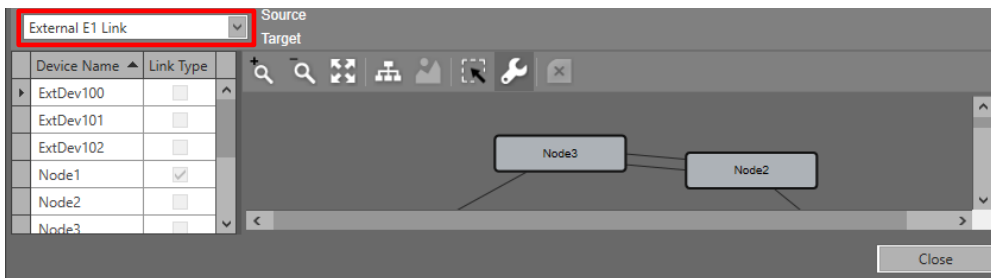 External E1 Link
Source
Target
Device Name Link Type
ExtDev100
ExtDev101
ExtDev102
Node1
Node2
Node3
Node3
Node2
Close